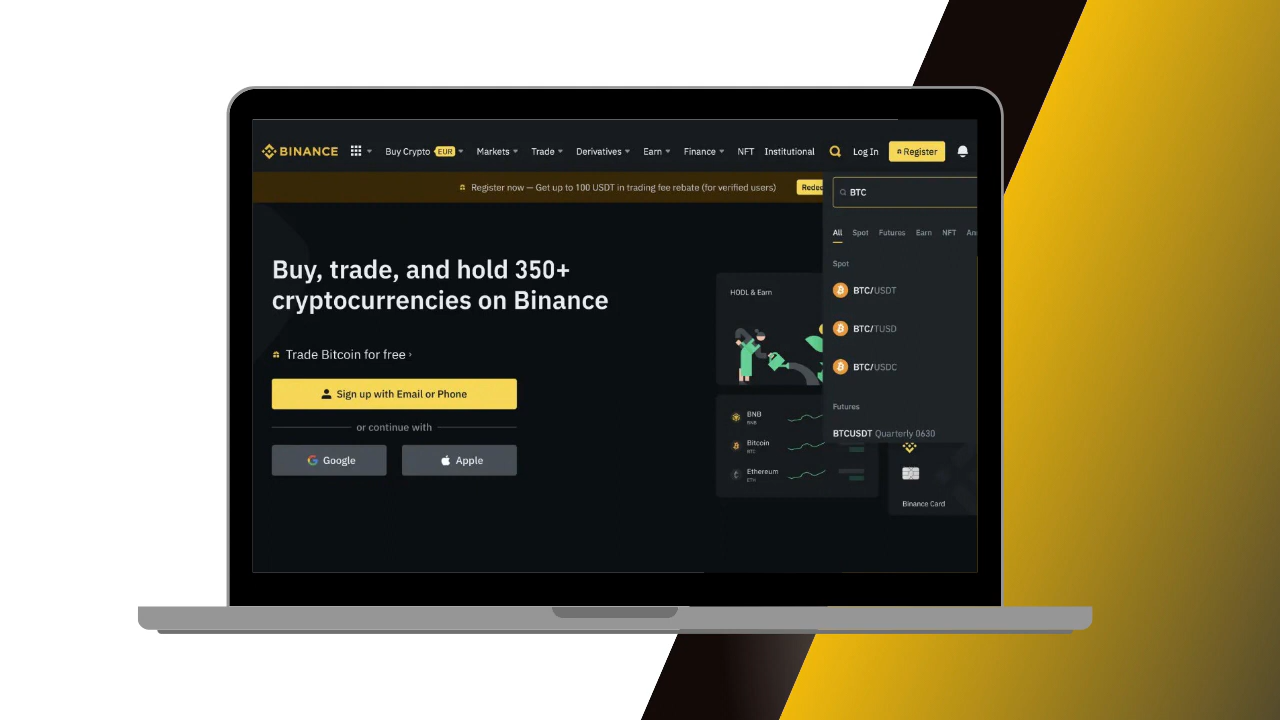 BINANCE
Buy Crypto EUR Markets Trade Derivatives Earn Finance NFT Institutional Log In Register
Register now — Get up to 100 USDT in trading fee rebate (for verified users)
BTC
All Spot Futures Earn NFT
Spot
BTC/USDT
BTC/TUSD
BTC/USDC
Futures
BTCUSDT Quarterly 0630
Buy, trade, and hold 350+
cryptocurrencies on Binance
Trade Bitcoin for free ›
Sign up with Email or Phone
or continue with
Google Apple
HODL & Earn
BNB
BNB
Bitcoin
BTC
Ethereum
ETH
Binance Card